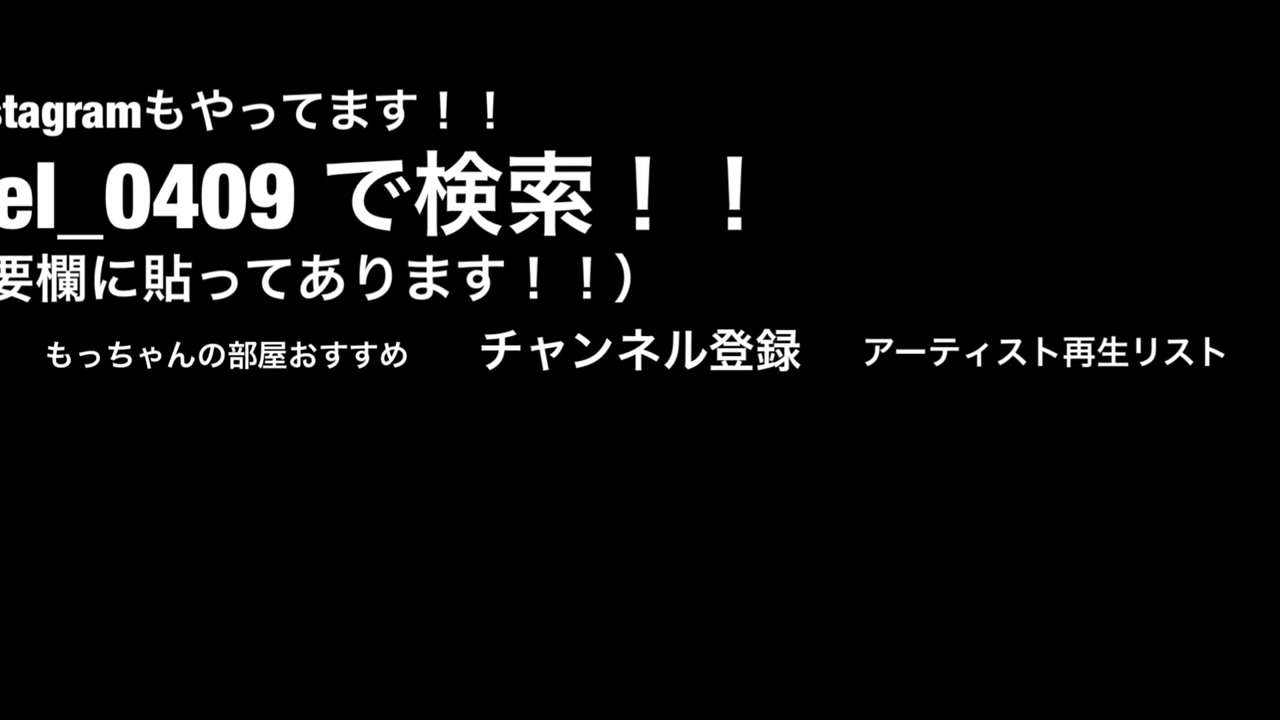 stagramもやってます！！
el_0409 で検索！！
要欄に貼ってあります！！）
もっちゃんの部屋おすすめ チャンネル登録 アーティスト再生リスト